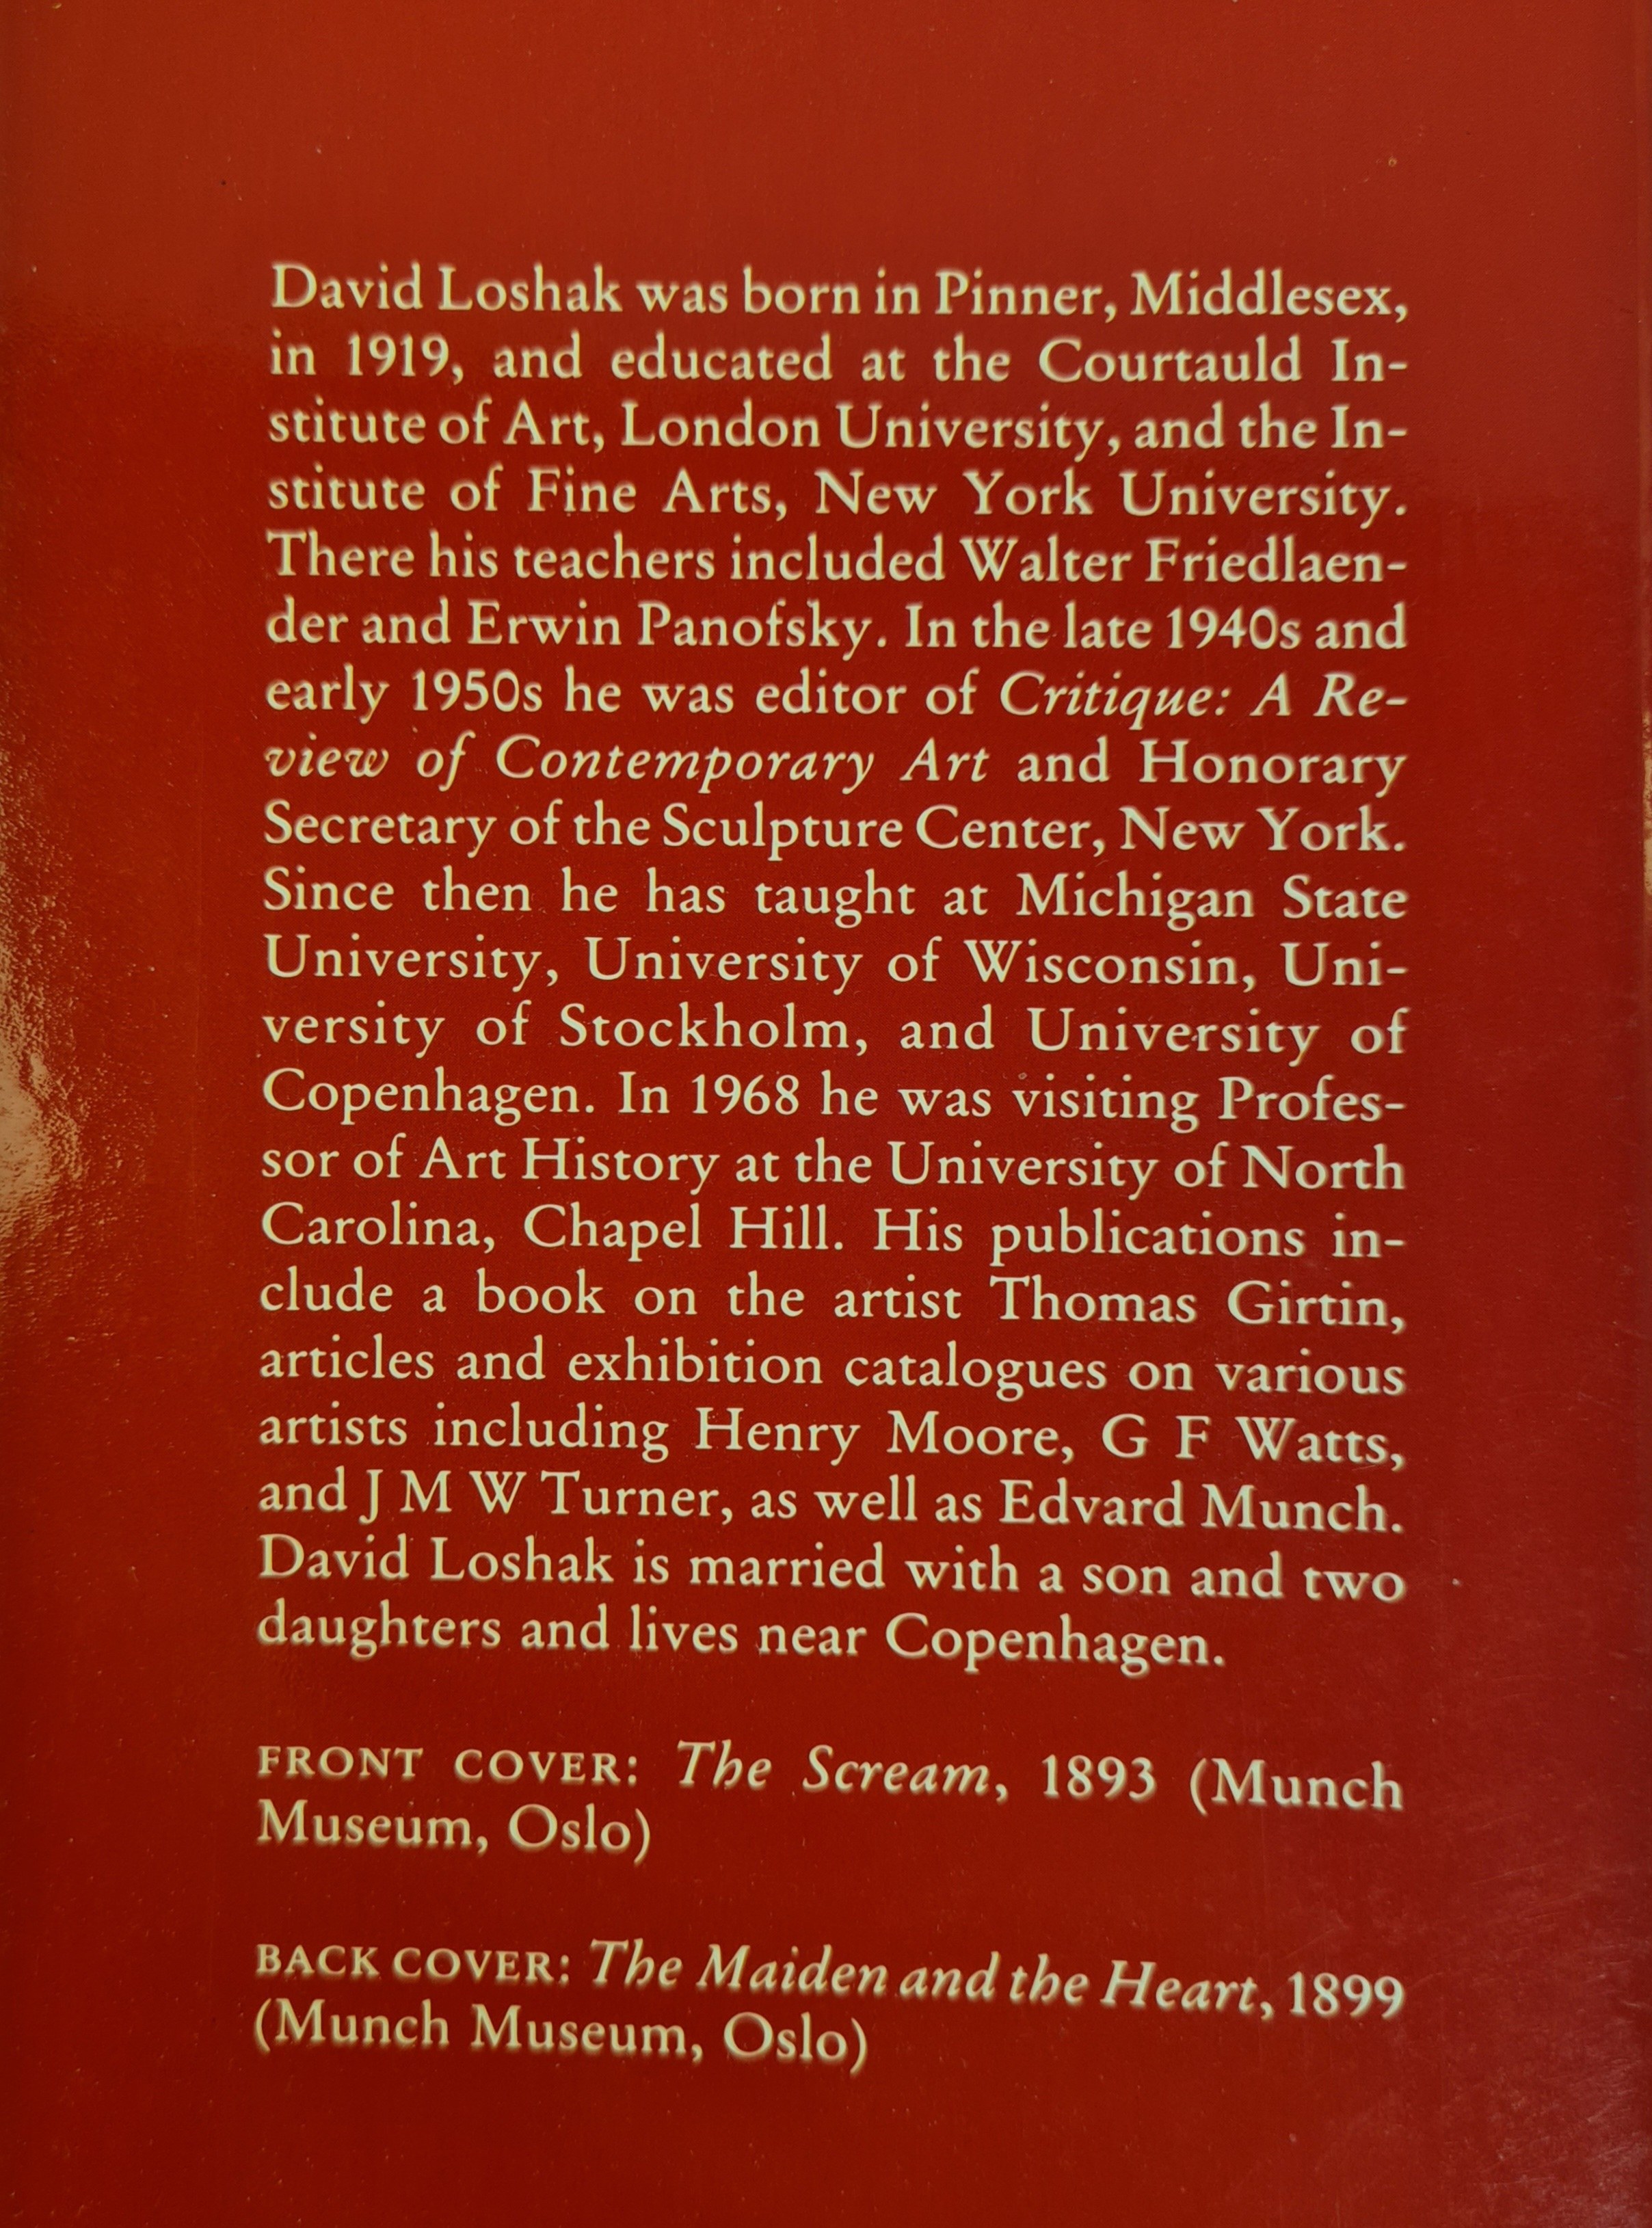 David Loshak was born in Pinner, Middlesex,
in 1919, and educated at the Courtauld In-
stitute of Art, London University, and the In-
stitute of Fine Arts, New York University.
There his teachers included Walter Friedlaen-
der and Erwin Panofsky. In the late 1940s and
early 1950s he was editor of Critique: A Re-
view of Contemporary Art and Honorary
Secretary of the Sculpture Center, New York.
Since then he has taught at Michigan State
University, University of Wisconsin, Uni-
versity of Stockholm, and University of
Copenhagen. In 1968 he was visiting Profes-
sor of Art History at the University of North
Carolina, Chapel Hill. His publications in-
clude a book on the artist Thomas Girtin,
articles and exhibition catalogues on various
artists including Henry Moore, G F Watts,
and J M W Turner, as well as Edvard Munch.
David Loshak is married with a son and two
daughters and lives near Copenhagen.
FRONT COVER: The Scream, 1893 (Munch
Museum, Oslo)
BACK COVER: The Maiden and the Heart, 1899
(Munch Museum, Oslo)